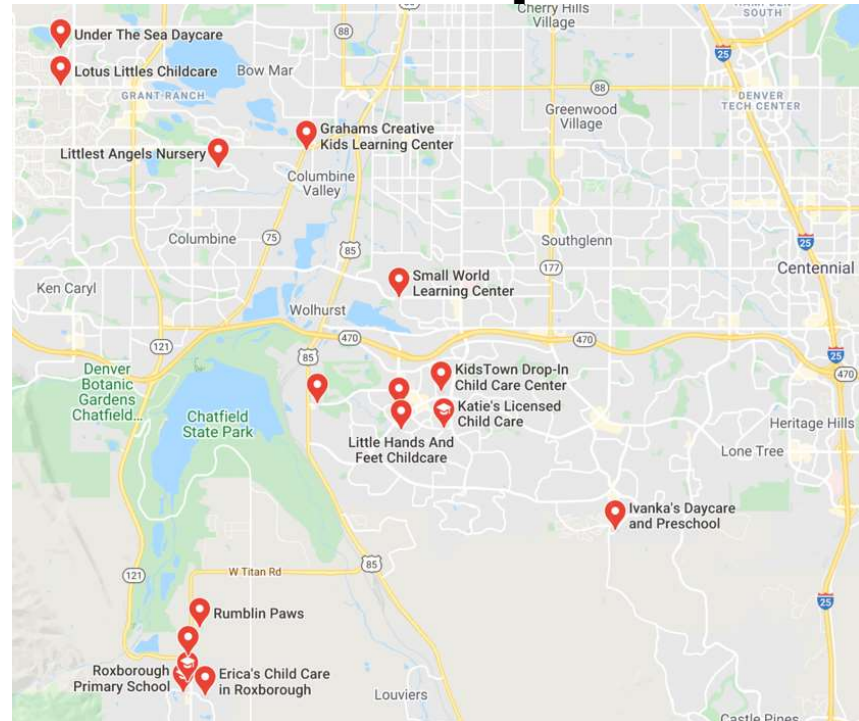 Cherry Hills
Village
SOUTH
88
25
Under The Sea Daycare
Lotus Littles Childcare
Bow Mar
GRANT RANCH
88
DENVER
TECH CENTER
Greenwood
Village
Grahams Creative
Kids Learning Center
Littlest Angels Nursery
Columbine
Valley
Columbine
75
85
Southglenn
25
177
Centennial
Small World
Learning Center
Ken Caryl
Wolhurst
470
470
121
85
25
470
Denver
Botanic
Gardens
Chatfield...
KidsTown Drop-In
Child Care Center
Chatfield
State Park
Katie's Licensed
Child Care
Little Hands And
Feet Childcare
Heritage Hills
Lone Tree
Ivanka's Daycare
and Preschool
85
121
W Titan Rd
25
Rumblin Paws
Roxborough
Primary School
Erica's Child Care
in Roxborough
Louviers
Castle Pines